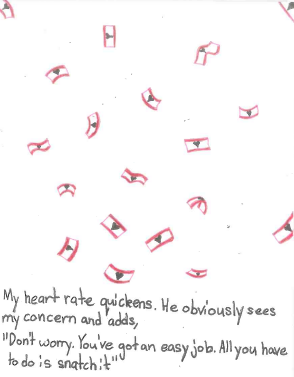 My heart rate quickens. He obviously sees
my concern and adds,
"Don't worry. You've got an easy job. All you have
to do is snatch it"